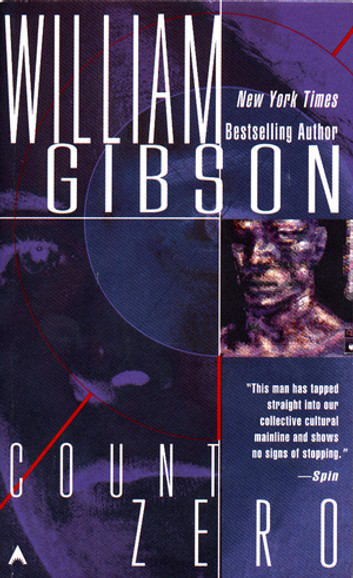 WILLIAM
GIBSON
New York Times
Bestselling Author
"This man has tapped
straight into our
collective cultural
mainline and shows
no signs of stopping."
—Spin
COUNT
ZERO